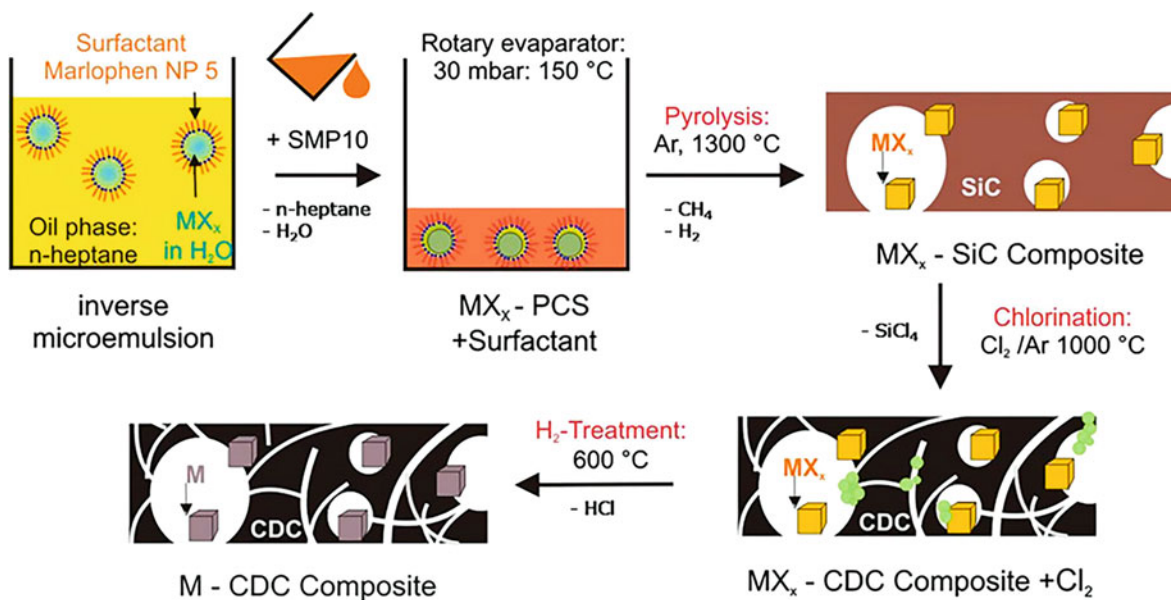 Surfactant
Marlophen NP 5
Oil phase:
n-heptane
MXₓ
in H₂O
inverse
microemulsion
+ SMP10
- n-heptane
- H₂O
Rotary evaparator:
30 mbar: 150 °C
MXₓ - PCS
+Surfactant
Pyrolysis:
Ar, 1300 °C
- CH₄
- H₂
MXₓ
SiC
MXₓ - SiC Composite
- SiCl₄
Chlorination:
Cl₂ /Ar 1000 °C
MXₓ
CDC
MXₓ - CDC Composite +Cl₂
H₂-Treatment:
600 °C
- HCl
M
CDC
M - CDC Composite